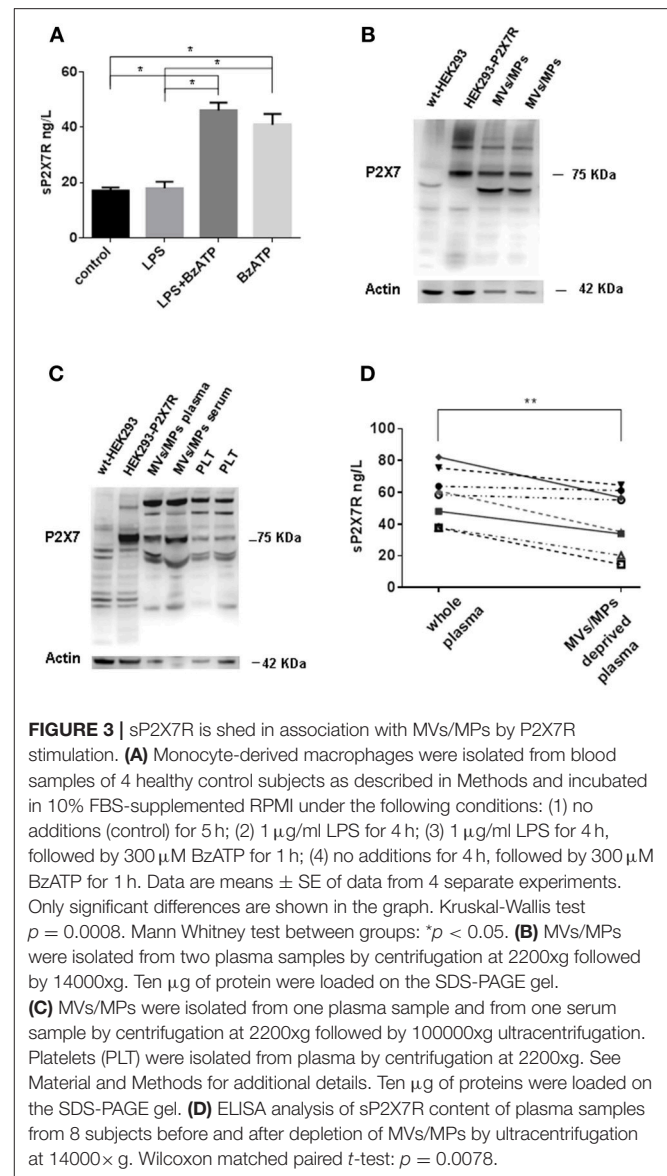 A
* *
* *
*
60
40
20
0
sP2X7R ng/L
control
LPS
LPS+BzATP
BzATP
B
wt-HEK293
HEK293-P2X7R
MVs/MPs
MVs/MPs
P2X7
— 75 KDa
Actin
— 42 KDa
C
wt-HEK293
HEK293-P2X7R
MVs/MPs plasma
MVs/MPs serum
PLT
PLT
P2X7
–75 KDa
Actin
–42 KDa
D
**
100
80
60
40
20
0
sP2X7R ng/L
whole
plasma
MVs/MPs
deprived
plasma
FIGURE 3 | sP2X7R is shed in association with MVs/MPs by P2X7R
stimulation. (A) Monocyte-derived macrophages were isolated from blood
samples of 4 healthy control subjects as described in Methods and incubated
in 10% FBS-supplemented RPMI under the following conditions: (1) no
additions (control) for 5 h; (2) 1 µg/ml LPS for 4 h; (3) 1 µg/ml LPS for 4 h,
followed by 300 µM BzATP for 1 h; (4) no additions for 4 h, followed by 300 µM
BzATP for 1 h. Data are means ± SE of data from 4 separate experiments.
Only significant differences are shown in the graph. Kruskal-Wallis test
p = 0.0008. Mann Whitney test between groups: *p < 0.05. (B) MVs/MPs
were isolated from two plasma samples by centrifugation at 2200xg followed
by 14000xg. Ten µg of protein were loaded on the SDS-PAGE gel.
(C) MVs/MPs were isolated from one plasma sample and from one serum
sample by centrifugation at 2200xg followed by 100000xg ultracentrifugation.
Platelets (PLT) were isolated from plasma by centrifugation at 2200xg. See
Material and Methods for additional details. Ten µg of proteins were loaded on
the SDS-PAGE gel. (D) ELISA analysis of sP2X7R content of plasma samples
from 8 subjects before and after depletion of MVs/MPs by ultracentrifugation
at 14000× g. Wilcoxon matched paired t-test: p = 0.0078.